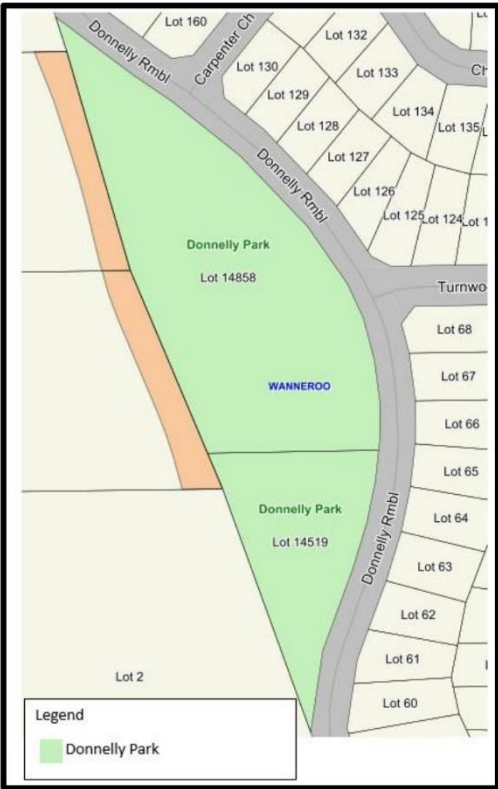 Lot 160
Donnelly Rmbl
Carpenter Ch
Lot 132
Lot 130
Lot 133
Ch
Lot 129
Lot 134
Lot 128
Lot 135
Lot 127
Donnelly Rmbl
Lot 126
Lot 125
Lot 124
Donnelly Park
Lot 14858
Turnwo
Lot 68
WANNEROO
Lot 67
Lot 66
Lot 65
Donnelly Park
Lot 14519
Lot 64
Donnelly Rmbl
Lot 63
Lot 62
Lot 61
Lot 2
Lot 60
Legend
Donnelly Park